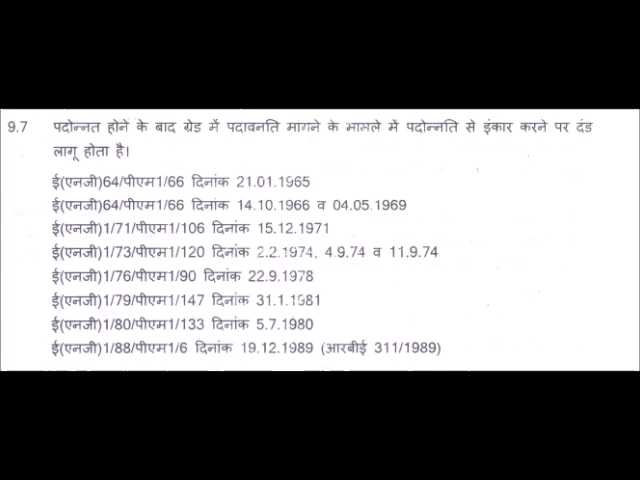 9.7 पदोन्नत होने के बाद ग्रेड में पदावनति मांगने के मामले में पदोन्नति से इंकार करने पर दंड
लागू होता है।
ई(एनजी)64/पीएम1/66 दिनांक 21.01.1965
ई(एनजी)64/पीएम1/66 दिनांक 14.10.1966 व 04.05.1969
ई(एनजी)1/71/पीएम1/106 दिनांक 15.12.1971
ई(एनजी)1/73/पीएम1/120 दिनांक 2.2.1974, 4.9.74 व 11.9.74
ई(एनजी)1/76/पीएम1/90 दिनांक 22.9.1978
ई(एनजी)1/79/पीएम1/147 दिनांक 31.1.1981
ई(एनजी)1/80/पीएम1/133 दिनांक 5.7.1980
ई(एनजी)1/88/पीएम1/6 दिनांक 19.12.1989 (आरबीई 311/1989)